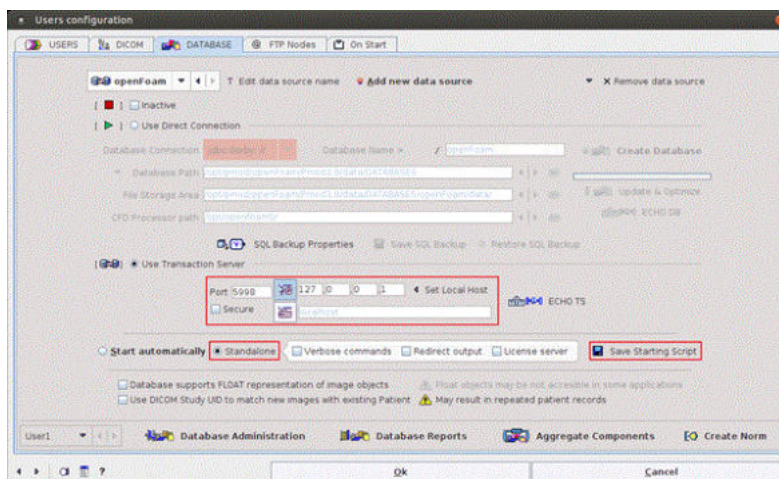 Users configuration
USERS DICOM DATABASE @ FTP Nodes On Start
openFoam T Edit data source name Add new data source X Remove data source
[ ] Inactive
[ ] Use Direct Connection
Database Connection Database Name > / openFoam Create Database
Database Path
File Storage Area Update & Optimize
CFD Processor path ECHO DB
SQL Backup Properties Save SQL Backup Restore SQL Backup
[ ] Use Transaction Server
Port 5998 127 0 0 1 Set Local Host
ECHO TS
Secure localhost
Start automatically Standalone Verbose commands Redirect output License server Save Starting Script
Database supports FLOAT representation of image objects Float objects may be not accesible in some applications
Use DICOM Study UID to match new images with existing Patient May result in repeated patient records
User1 Database Administration Database Reports Aggregate Components Create Norm
? Ok Cancel